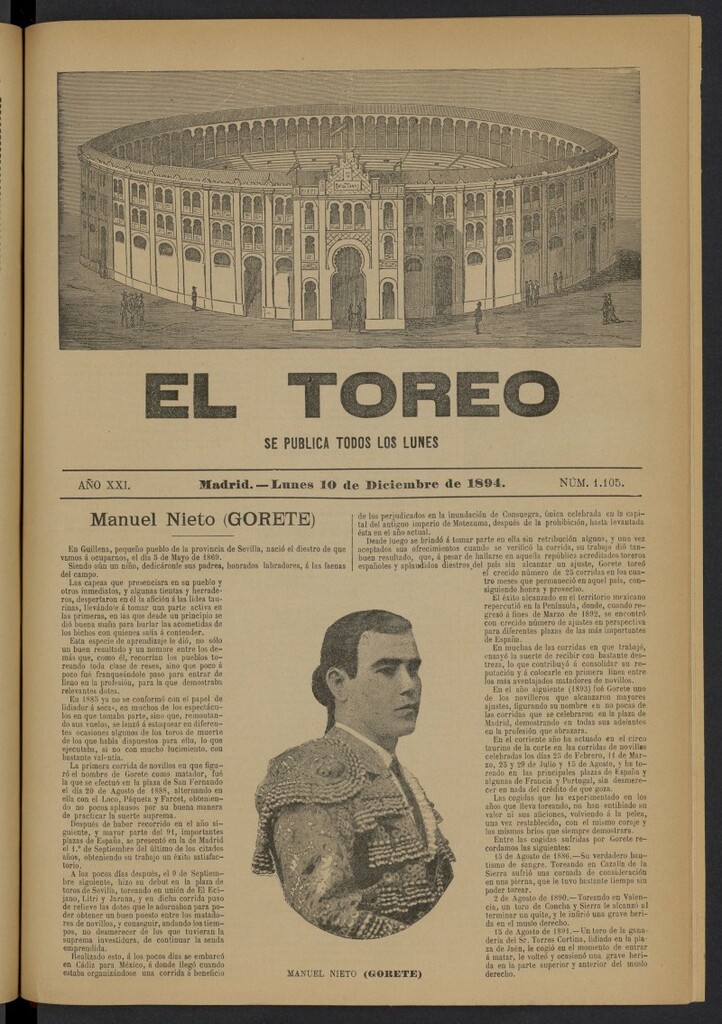 EL TOREO
SE PUBLICA TODOS LOS LUNES
AÑO XXI.
Madrid.—Lunes 10 de Diciembre de 1894.
NÚM. 1.105.
Manuel Nieto (GORETE)
En Guillena, pequeño pueblo de la provincia de Sevilla, nació el diestro de que
vamos á ocuparnos, el día 5 de Mayo de 1869.
Siendo aún un niño, dedicáronle sus padres, honrados labradores, á las faenas
del campo.
Las capeas que presenciara en su pueblo y
otros inmediatos, y algunas tientas y herrade-
ros, despertaron en él la afición á las lides tau-
rinas, llevándole á tomar una parte activa en
las primeras, en las que desde un principio se
dió buena maña para burlar las acometidas de
los bichos con quienes salía á contender.
Esta especie de aprendizaje le dió, no sólo
un buen resultado y un nombre entre los de-
más que, como él, recorrían los pueblos to-
reando toda clase de reses, sino que poco á
poco fué franqueándole paso para entrar de
lleno en la profesión, para la que demostraba
relevantes dotes.
En 1885 ya no se conformó con el papel de
lidiador á secas, en muchos de los espectácu-
los en que tomaba parte, sino que, remontan-
do sus vuelos, se lanzó á estoquear en diferen-
tes ocasiones algunos de los toros de muerte
de los que había dispuestos para ello, lo que
ejecutaba, si no con mucho lucimiento, con
bastante valentía.
La primera corrida de novillos en que figu-
ró el nombre de Gorete como matador, fué
la que se efectuó en la plaza de San Fernando
el día 20 de Agosto de 1888, alternando en
ella con el Loco, Páqueta y Farcet, obtenien-
do no pocos aplausos por su buena manera
de practicar la suerte suprema.
Después de haber recorrido en el año si-
guiente, y mayor parte del 91, importantes
plazas de España, se presentó en la de Madrid
el 1.º de Septiembre del último de los citados
años, obteniendo su trabajo un éxito satisfac-
torio.
A los pocos días después, el 9 de Septiem-
bre siguiente, hizo su debut en la plaza de
toros de Sevilla, toreando en unión de El Eci-
jano, Litri y Jarana, y en dicha corrida puso
de relieve las dotes que le adornaban para po-
der obtener un buen puesto entre los matado-
res de novillos, y conseguir, andando los tiem-
pos, no desmerecer de los que tuvieran la
suprema investidura, de continuar la senda
emprendida.
Realizado esto, á los pocos días se embarcó
en Cádiz para México, á donde llegó cuando
estaba organizándose una corrida á beneficio
de los perjudicados en la inundación de Consuegra, única celebrada en la capi-
tal del antiguo imperio de Motezuma, después de la prohibición, hasta levantada
ésta en el año actual.
Desde luego se brindó á tomar parte en ella sin retribución alguna, y una vez
aceptados sus ofrecimientos cuando se verificó la corrida, su trabajo dió tan
buen resultado, que, á pesar de hallarse en aquella república acreditados toreros
españoles y aplaudidos diestros del país sin alcanzar un ajuste, Gorete toreó
el crecido número de 25 corridas en los cua-
tro meses que permaneció en aquel país, con-
siguiendo honra y provecho.
El éxito alcanzado en el territorio mexicano
repercutió en la Península, donde, cuando re-
gresó á fines de Marzo de 1892, se encontró
con crecido número de ajustes en perspectiva
para diferentes plazas de las más importantes
de España.
En muchas de las corridas en que trabajó,
ensayó la suerte de recibir con bastante des-
treza, lo que contribuyó á consolidar su re-
putación y á colocarle en primera línea entre
los más aventajados matadores de novillos.
En el año siguiente (1893) fué Gorete uno
de los novilleros que alcanzaron mayores
ajustes, figurando su nombre en no pocas de
las corridas que se celebraron en la plaza de
Madrid, demostrando en todas sus adelantos
en la profesión que abrazara.
En el corriente año ha actuado en el circo
taurino de la corte en las corridas de novillos
celebradas los días 25 de Febrero, 11 de Mar-
zo, 25 y 29 de Julio y 15 de Agosto, y ha to-
reado en las principales plazas de España y
algunas de Francia y Portugal, sin desmere-
cer en nada del crédito de que goza.
Las cogidas que ha experimentado en los
años que lleva toreando, no han entibiado su
valor ni sus aficiones, volviendo á la pelea,
una vez restablecido, con el mismo coraje y
los mismos bríos que siempre demostrara.
Entre las cogidas sufridas por Gorete re-
cordamos las siguientes:
15 de Agosto de 1886.—Su verdadero bau-
tismo de sangre. Toreando en Cazalla de la
Sierra sufrió una cornada de consideración
en una pierna, que le tuvo bastante tiempo sin
poder torear.
2 de Agosto de 1890.—Toreando en Valen-
cia, un toro de Concha y Sierra le alcanzó al
terminar un quite, y le infirió una grave heri-
da en el muslo derecho.
15 de Agosto de 1891.—Un toro de la gana-
dería del Sr. Torres Cortina, lidiado en la pla-
za de Jaén, le cogió en el momento de entrar
á matar, le volteó y ocasionó una grave heri-
da en la parte superior y anterior del muslo
derecho.
MANUEL NIETO (GORETE)